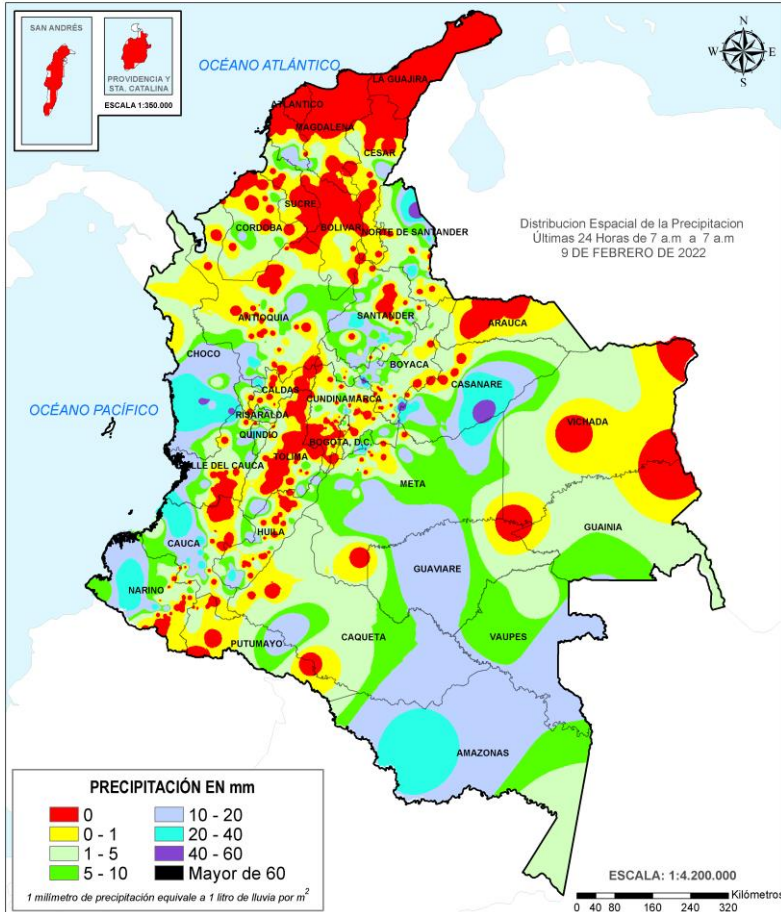 SAN ANDRÉS
PROVIDENCIA Y
STA. CATALINA
ESCALA 1:350.000
OCÉANO ATLÁNTICO
N
W
E
S
LA GUAJIRA
ATLANTICO
MAGDALENA
CESAR
SUCRE
CORDOBA
BOLIVAR
NORTE DE SANTANDER
Distribucion Espacial de la Precipitacion
Últimas 24 Horas de 7 a.m a 7 a.m
9 DE FEBRERO DE 2022
ANTIOQUIA
SANTANDER
ARAUCA
CHOCO
BOYACA
CASANARE
CALDAS
CUNDINAMARCA
OCÉANO PACÍFICO
RISARALDA
VICHADA
QUINDIO
BOGOTA, D.C.
TOLIMA
VALLE DEL CAUCA
META
GUAINIA
HUILA
CAUCA
GUAVIARE
NARINO
VAUPES
CAQUETA
PUTUMAYO
AMAZONAS
PRECIPITACIÓN EN mm
0
10 - 20
0 - 1
20 - 40
1 - 5
40 - 60
5 - 10
Mayor de 60
1 milímetro de precipitación equivale a 1 litro de lluvia por m²
ESCALA: 1:4.200.000
Kilómetros
0 40 80 160 240 320